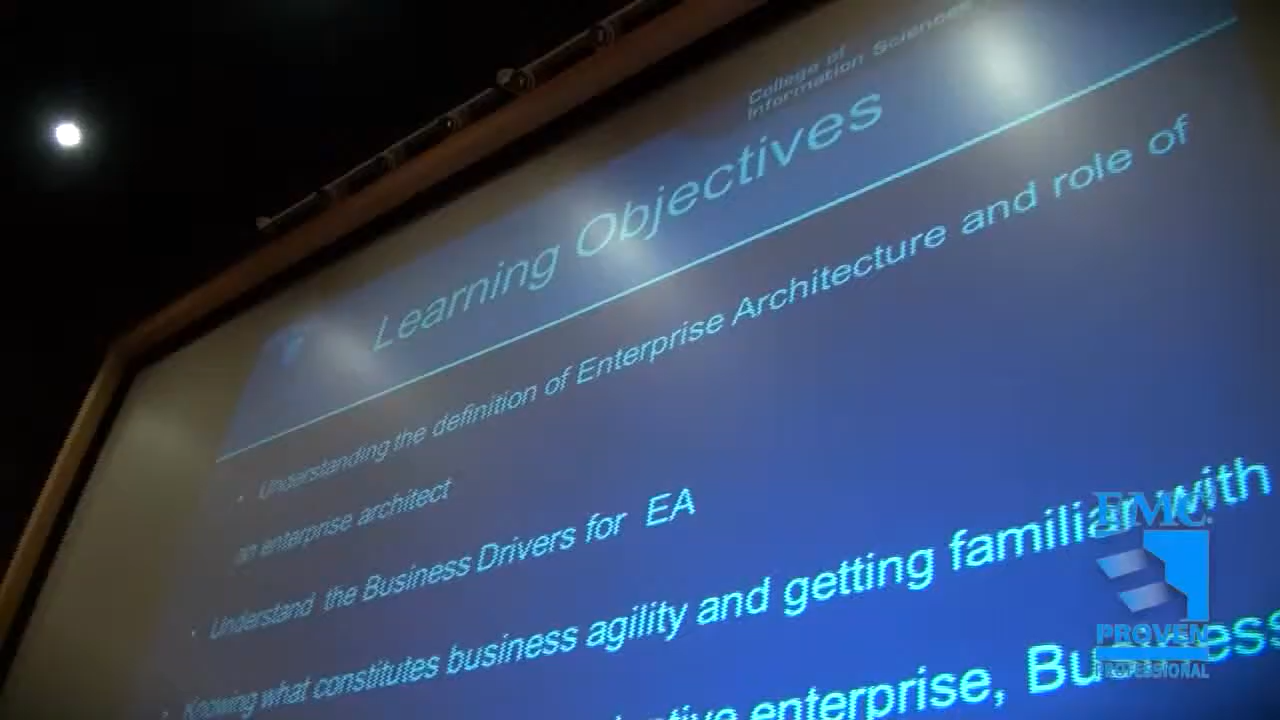 College of
Information Sciences
Learning Objectives
• Understanding the definition of Enterprise Architecture and role of
an enterprise architect
• Understand the Business Drivers for EA
• Knowing what constitutes business agility and getting familiar with
enterprise, Business
EMC
PROVEN
PROFESSIONAL